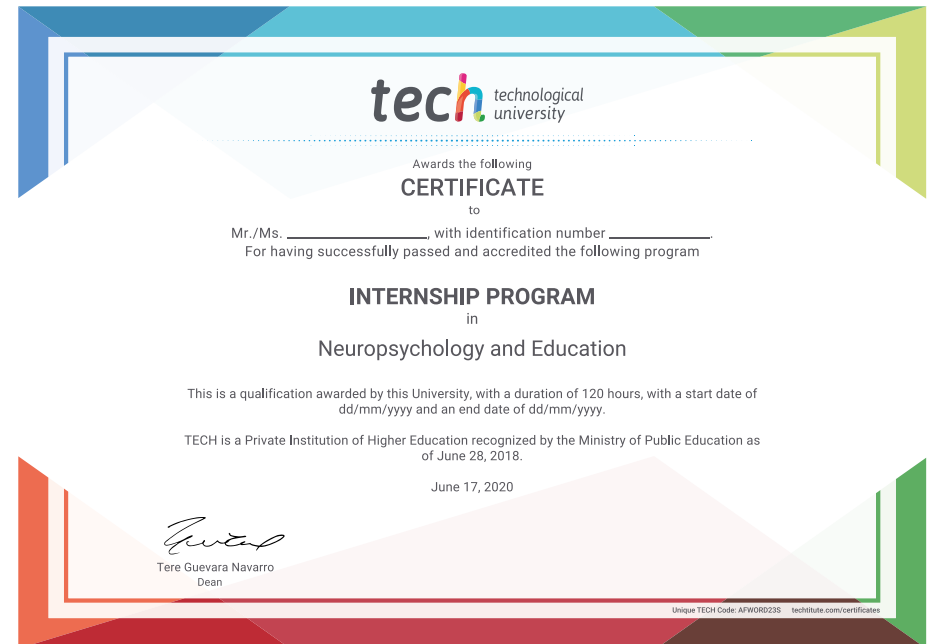 tech technological
university
Awards the following
CERTIFICATE
to
Mr./Ms. ____________________, with identification number ______________.
For having successfully passed and accredited the following program
INTERNSHIP PROGRAM
in
Neuropsychology and Education
This is a qualification awarded by this University, with a duration of 120 hours, with a start date of
dd/mm/yyyy and an end date of dd/mm/yyyy.
TECH is a Private Institution of Higher Education recognized by the Ministry of Public Education as
of June 28, 2018.
June 17, 2020
Tere Guevara Navarro
Dean
Unique TECH Code: AFWORD23S techtitute.com/certificates